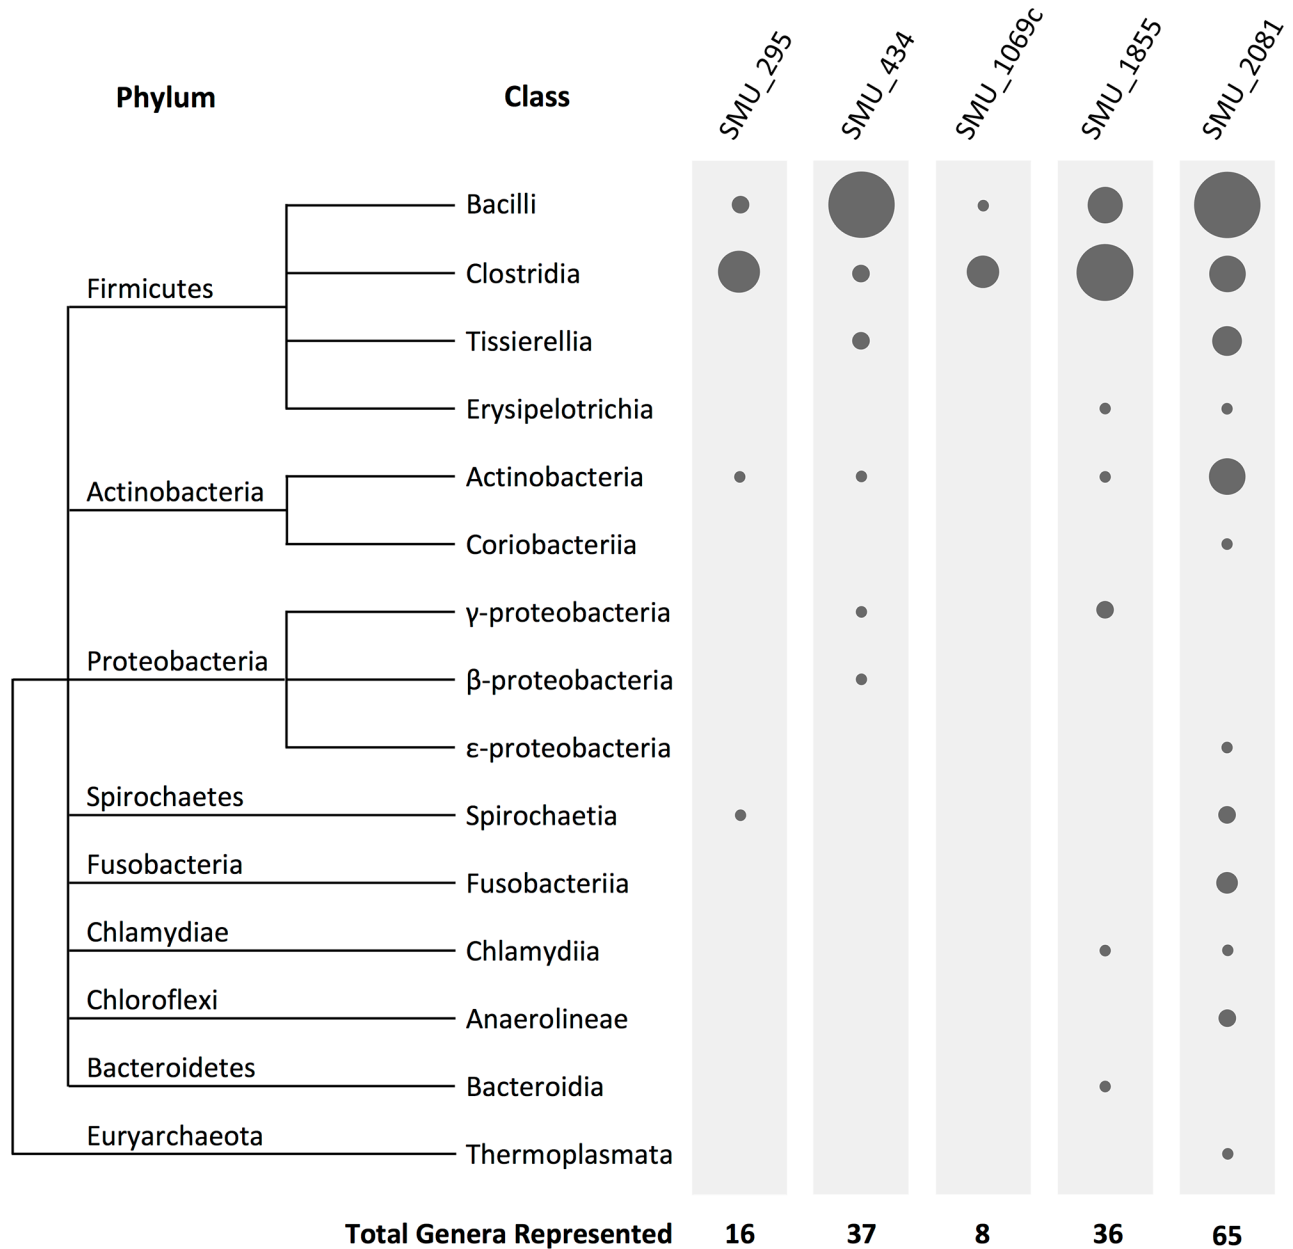 SMU_295 SMU_434 SMU_1069c SMU_1855 SMU_2081
Phylum Class
Bacilli
Firmicutes Clostridia
Tissierellia
Erysipelotrichia
Actinobacteria Actinobacteria
Coriobacteriia
γ-proteobacteria
Proteobacteria β-proteobacteria
ε-proteobacteria
Spirochaetes Spirochaetia
Fusobacteria Fusobacteriia
Chlamydiae Chlamydiia
Chloroflexi Anaerolineae
Bacteroidetes Bacteroidia
Euryarchaeota Thermoplasmata
Total Genera Represented 16 37 8 36 65